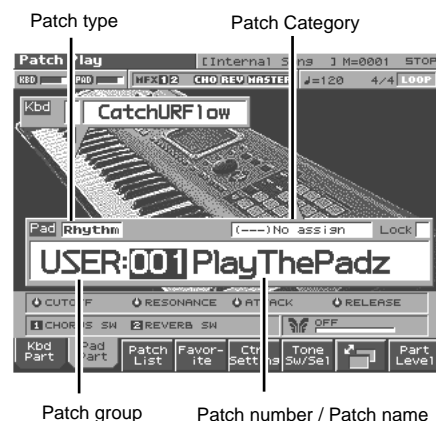 Patch type
Patch Category
Patch Play [Internal Songs ] M=0001 STOP
KBD PAD MFX 1 2 CHO REV MASTER ♩=120 4/4 LOOP
Kbd CatchURFlow
Pad Rhythm (---)No assign Lock
USER:001 PlayThePadz
CUTOFF RESONANCE ATTACK RELEASE
1 CHORUS SW 2 REVERB SW OFF
Kbd Part
Pad Part
Patch List
Favor-ite
Ctrl Setting
Tone Sw/Sel
Part Level
Patch group
Patch number / Patch name